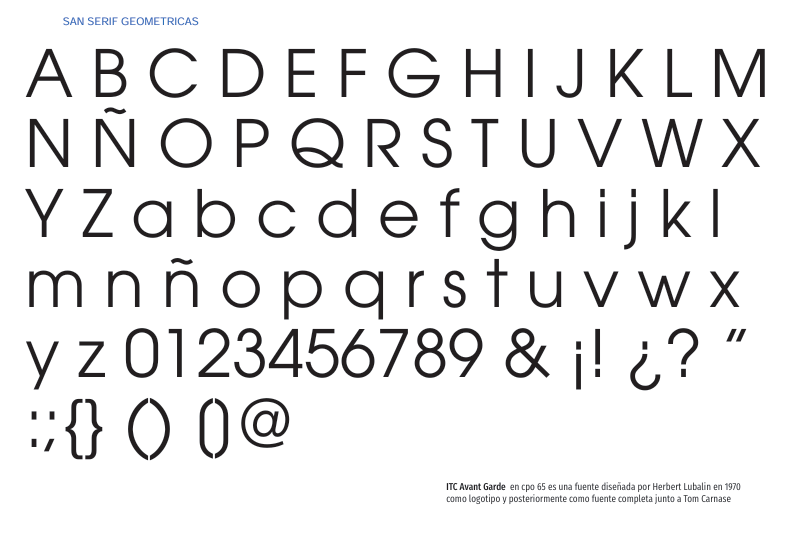 SAN SERIF GEOMETRICAS
A B C D E F G H I J K L M
N Ñ O P Q R S T U V W X
Y Z a b c d e f g h i j k l
m n ñ o p q r s t u v w x
y z 0123456789 & ¡! ¿? “
:;{} () ()@
ITC Avant Garde en cpo 65 es una fuente diseñada por Herbert Lubalin en 1970
como logotipo y posteriormente como fuente completa junto a Tom Carnase